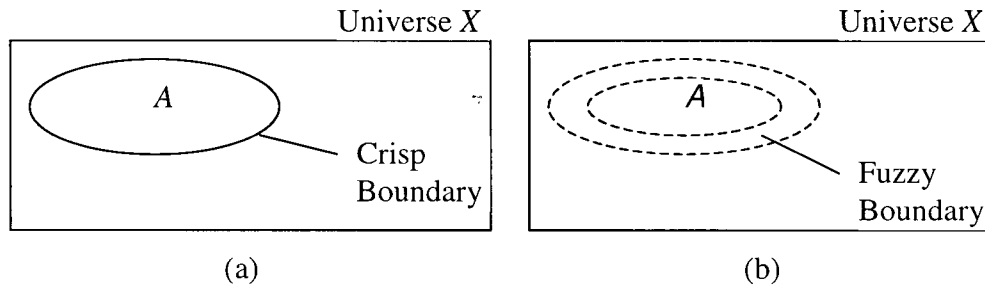 Universe X
A
Crisp
Boundary
(a)
Universe X
A
Fuzzy
Boundary
(b)